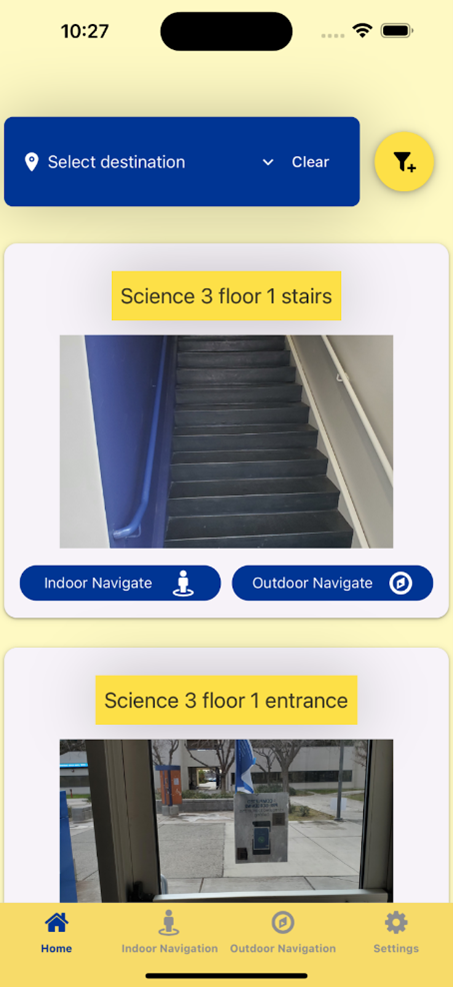 10:27
Select destination
Clear
Science 3 floor 1 stairs
Indoor Navigate
Outdoor Navigate
Science 3 floor 1 entrance
Home
Indoor Navigation
Outdoor Navigation
Settings